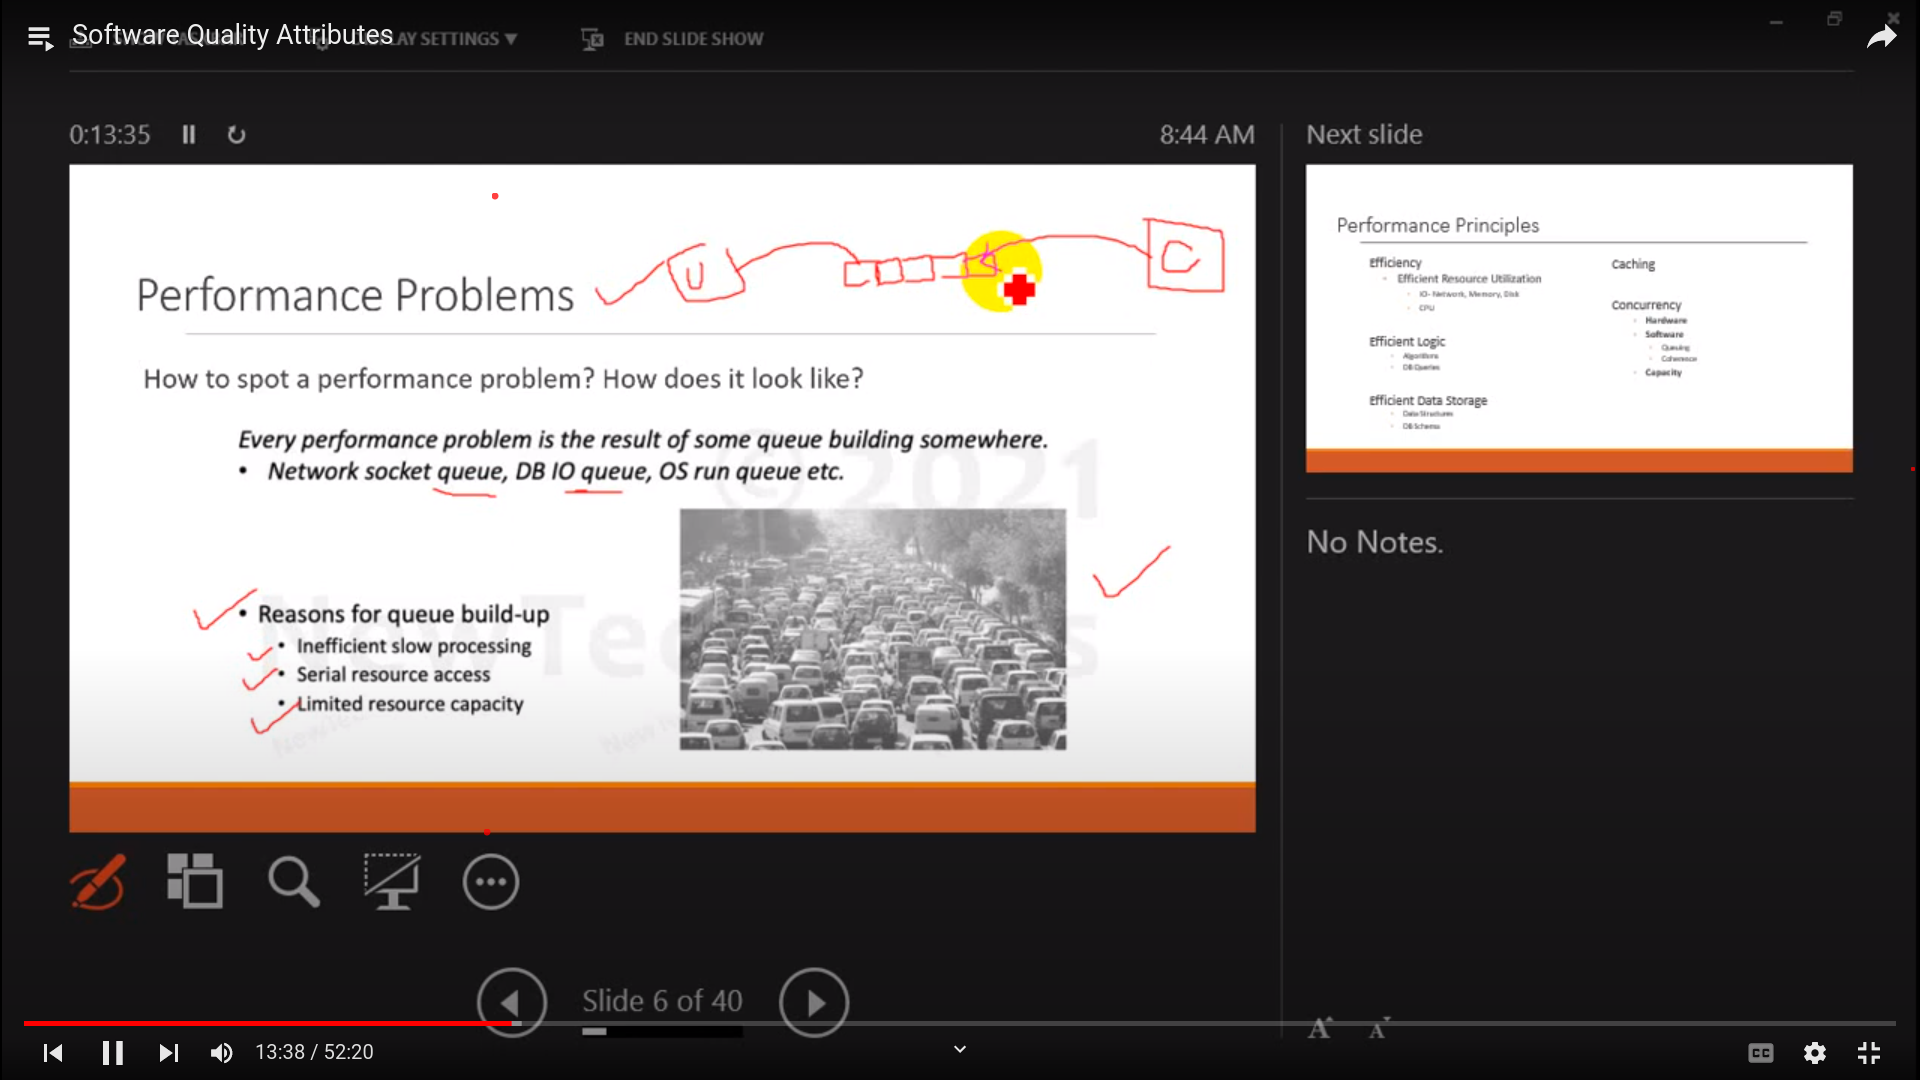 Software Quality Attributes
DISPLAY SETTINGS
END SLIDE SHOW
0:13:35
8:44 AM
U
C
Performance Problems
How to spot a performance problem? How does it look like?
Every performance problem is the result of some queue building somewhere.
• Network socket queue, DB IO queue, OS run queue etc.
© 2021
• Reasons for queue build-up
• Inefficient slow processing
• Serial resource access
• Limited resource capacity
Next slide
Performance Principles
Efficiency
Efficient Resource Utilization
IO- Network, Memory, Disk
CPU
Efficient Logic
Algorithms
DB Queries
Efficient Data Storage
Data Structures
DB Schema
Caching
Concurrency
Hardware
Software
Queuing
Coherence
Capacity
No Notes.
Slide 6 of 40
A A
13:38 / 52:20
CC